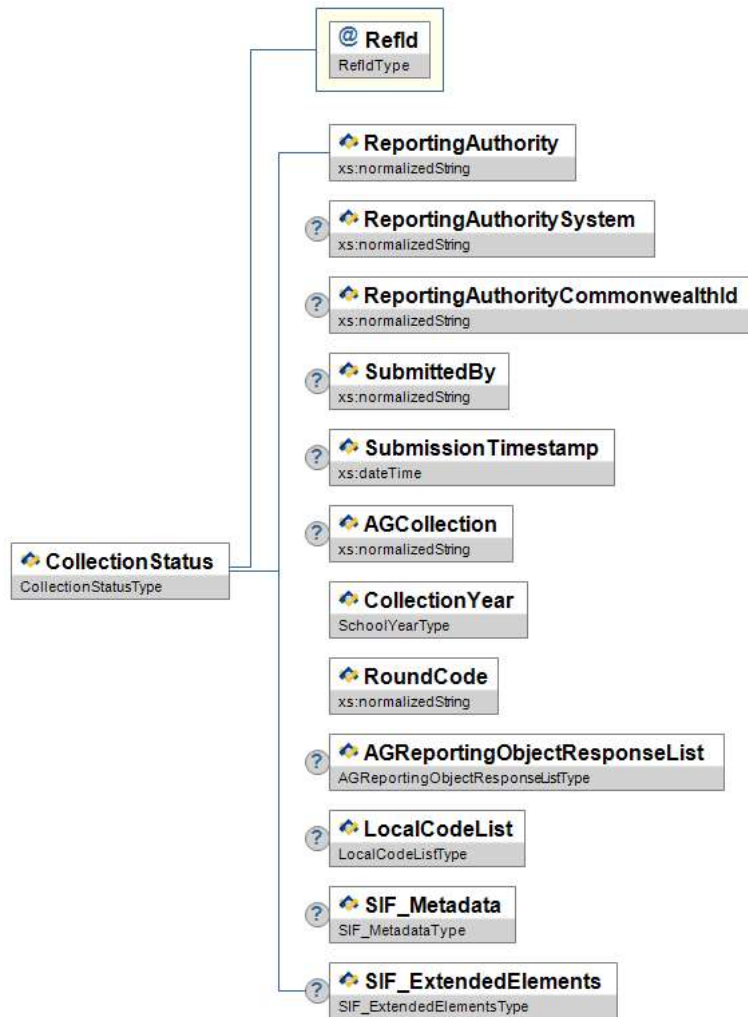 @ RefId
RefIdType
ReportingAuthority
xs:normalizedString
? ReportingAuthoritySystem
xs:normalizedString
? ReportingAuthorityCommonwealthId
xs:normalizedString
? SubmittedBy
xs:normalizedString
? SubmissionTimestamp
xs:dateTime
? AGCollection
xs:normalizedString
CollectionStatus
CollectionStatusType
CollectionYear
SchoolYearType
RoundCode
xs:normalizedString
? AGReportingObjectResponseList
AGReportingObjectResponseListType
? LocalCodeList
LocalCodeListType
? SIF_Metadata
SIF_MetadataType
? SIF_ExtendedElements
SIF_ExtendedElementsType